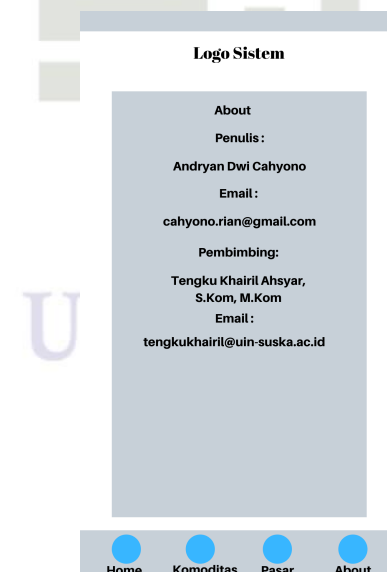 Logo Sistem
About
Penulis :
Andryan Dwi Cahyono
Email :
cahyono.rian@gmail.com
Pembimbing:
Tengku Khairil Ahsyar,
S.Kom, M.Kom
Email :
tengkukhairil@uin-suska.ac.id
U
Home Komoditas Pasar About